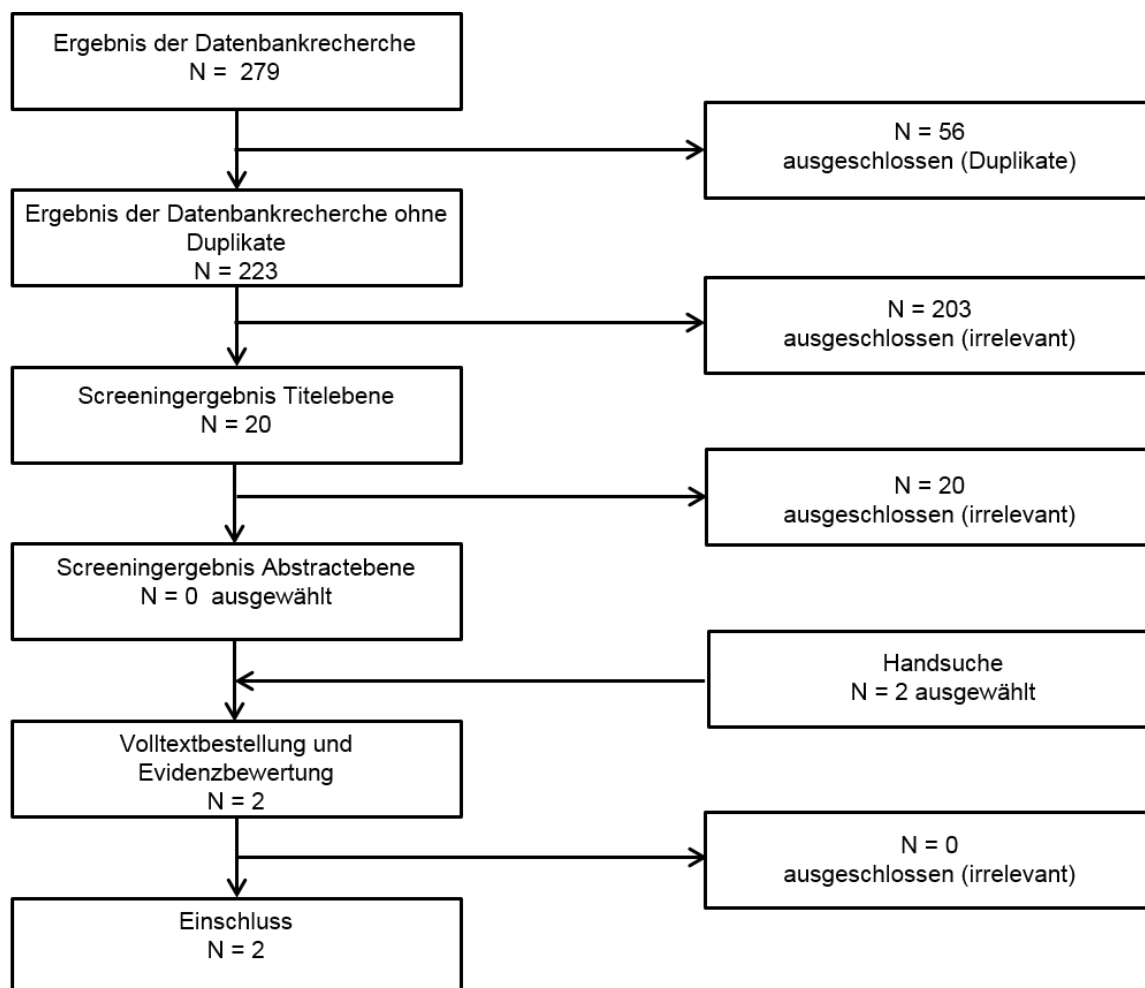 Ergebnis der Datenbankrecherche
N = 279
N = 56
ausgeschlossen (Duplikate)
Ergebnis der Datenbankrecherche ohne
Duplikate
N = 223
N = 203
ausgeschlossen (irrelevant)
Screeningergebnis Titelebene
N = 20
N = 20
ausgeschlossen (irrelevant)
Screeningergebnis Abstractebene
N = 0 ausgewählt
Handsuche
N = 2 ausgewählt
Volltextbestellung und
Evidenzbewertung
N = 2
N = 0
ausgeschlossen (irrelevant)
Einschluss
N = 2